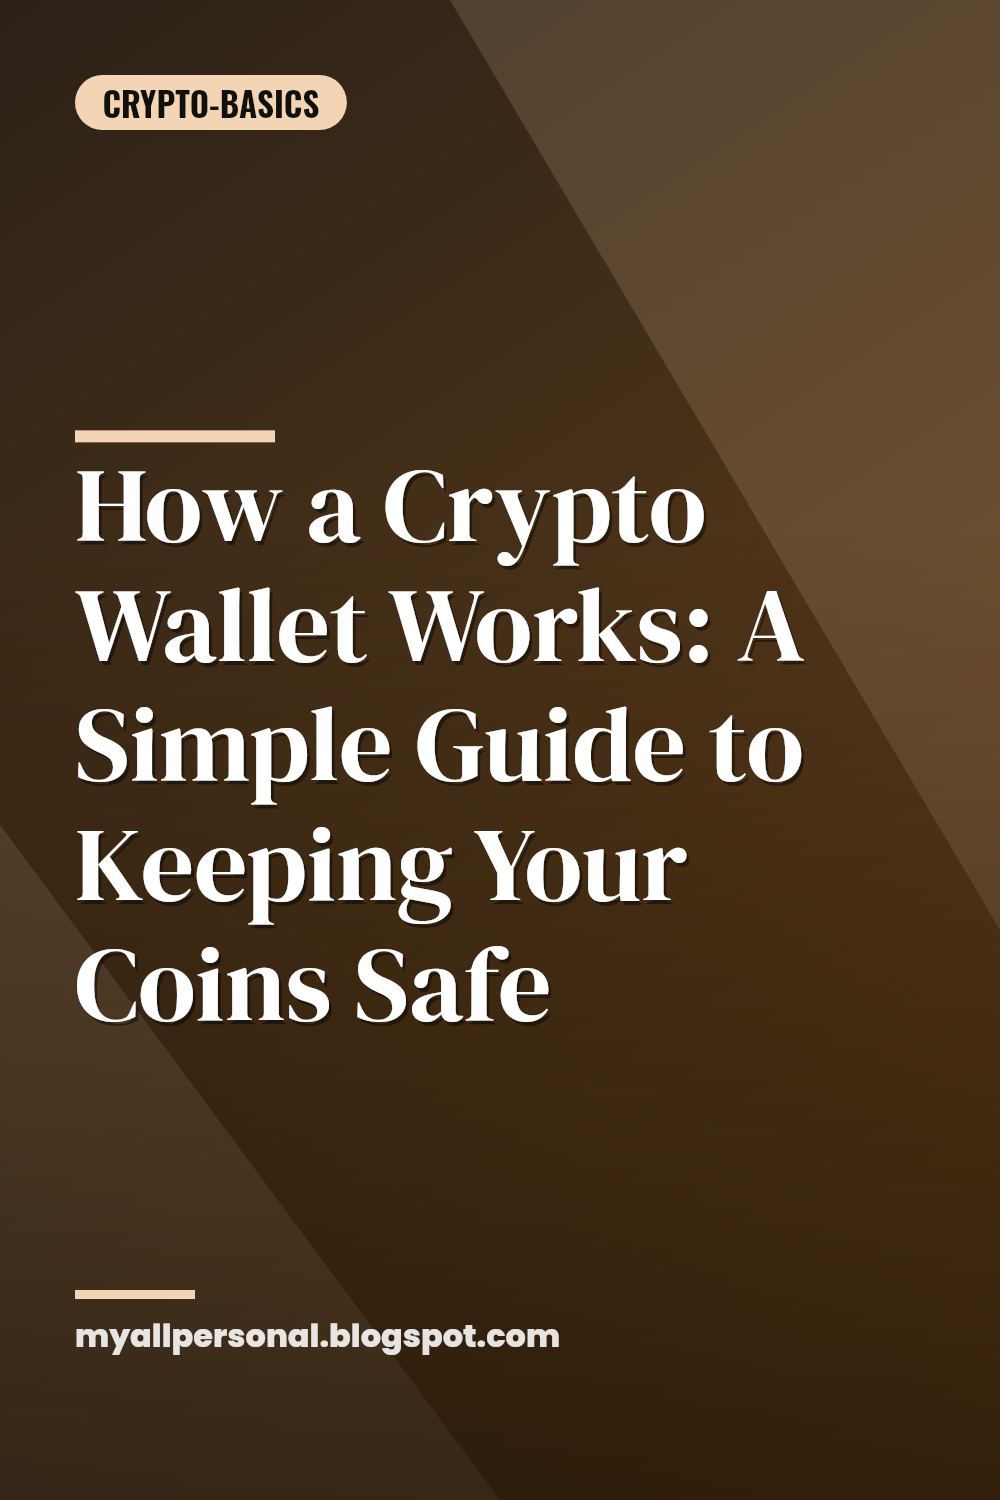 CRYPTO-BASICS
How a Crypto
Wallet Works: A
Simple Guide to
Keeping Your
Coins Safe
myallpersonal.blogspot.com